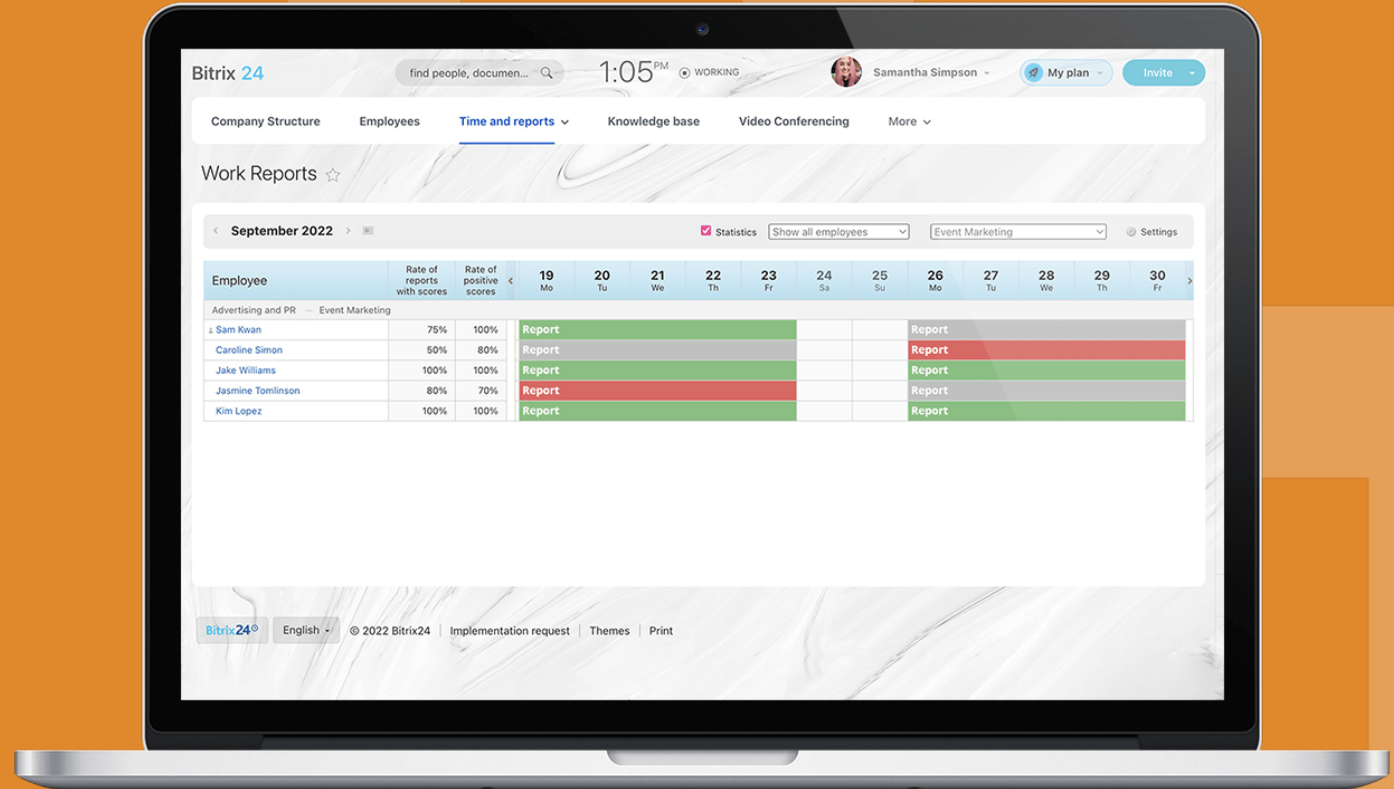 Bitrix 24
find people, documen...
1:05 PM
WORKING
Samantha Simpson
My plan
Invite
Company Structure
Employees
Time and reports
Knowledge base
Video Conferencing
More
Work Reports
September 2022
Statistics
Show all employees
Event Marketing
Settings
Employee
Rate of reports with scores
Rate of positive scores
19 Mo
20 Tu
21 We
22 Th
23 Fr
24 Sa
25 Su
26 Mo
27 Tu
28 We
29 Th
30 Fr
Advertising and PR — Event Marketing
Sam Kwan 75% 100% Report Report
Caroline Simon 50% 80% Report Report
Jake Williams 100% 100% Report Report
Jasmine Tomlinson 80% 70% Report Report
Kim Lopez 100% 100% Report Report
Bitrix24
English
© 2022 Bitrix24
Implementation request
Themes
Print